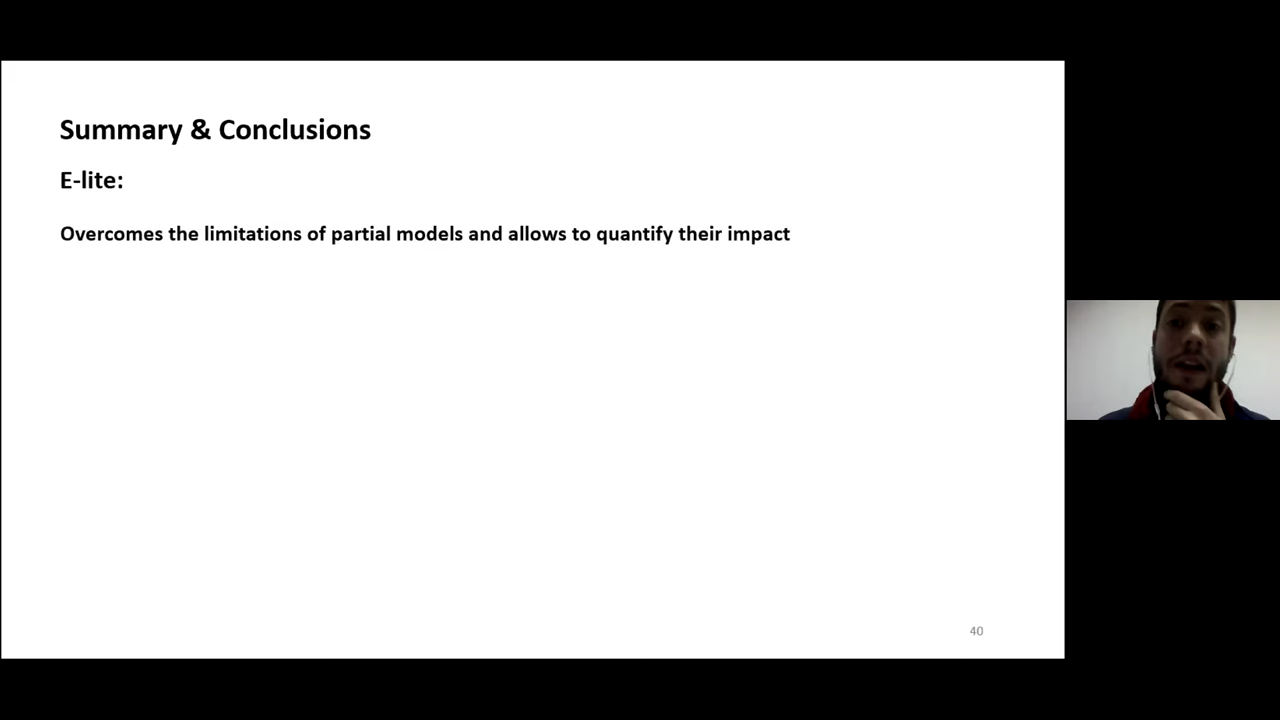 Summary & Conclusions
E-lite:
Overcomes the limitations of partial models and allows to quantify their impact
40